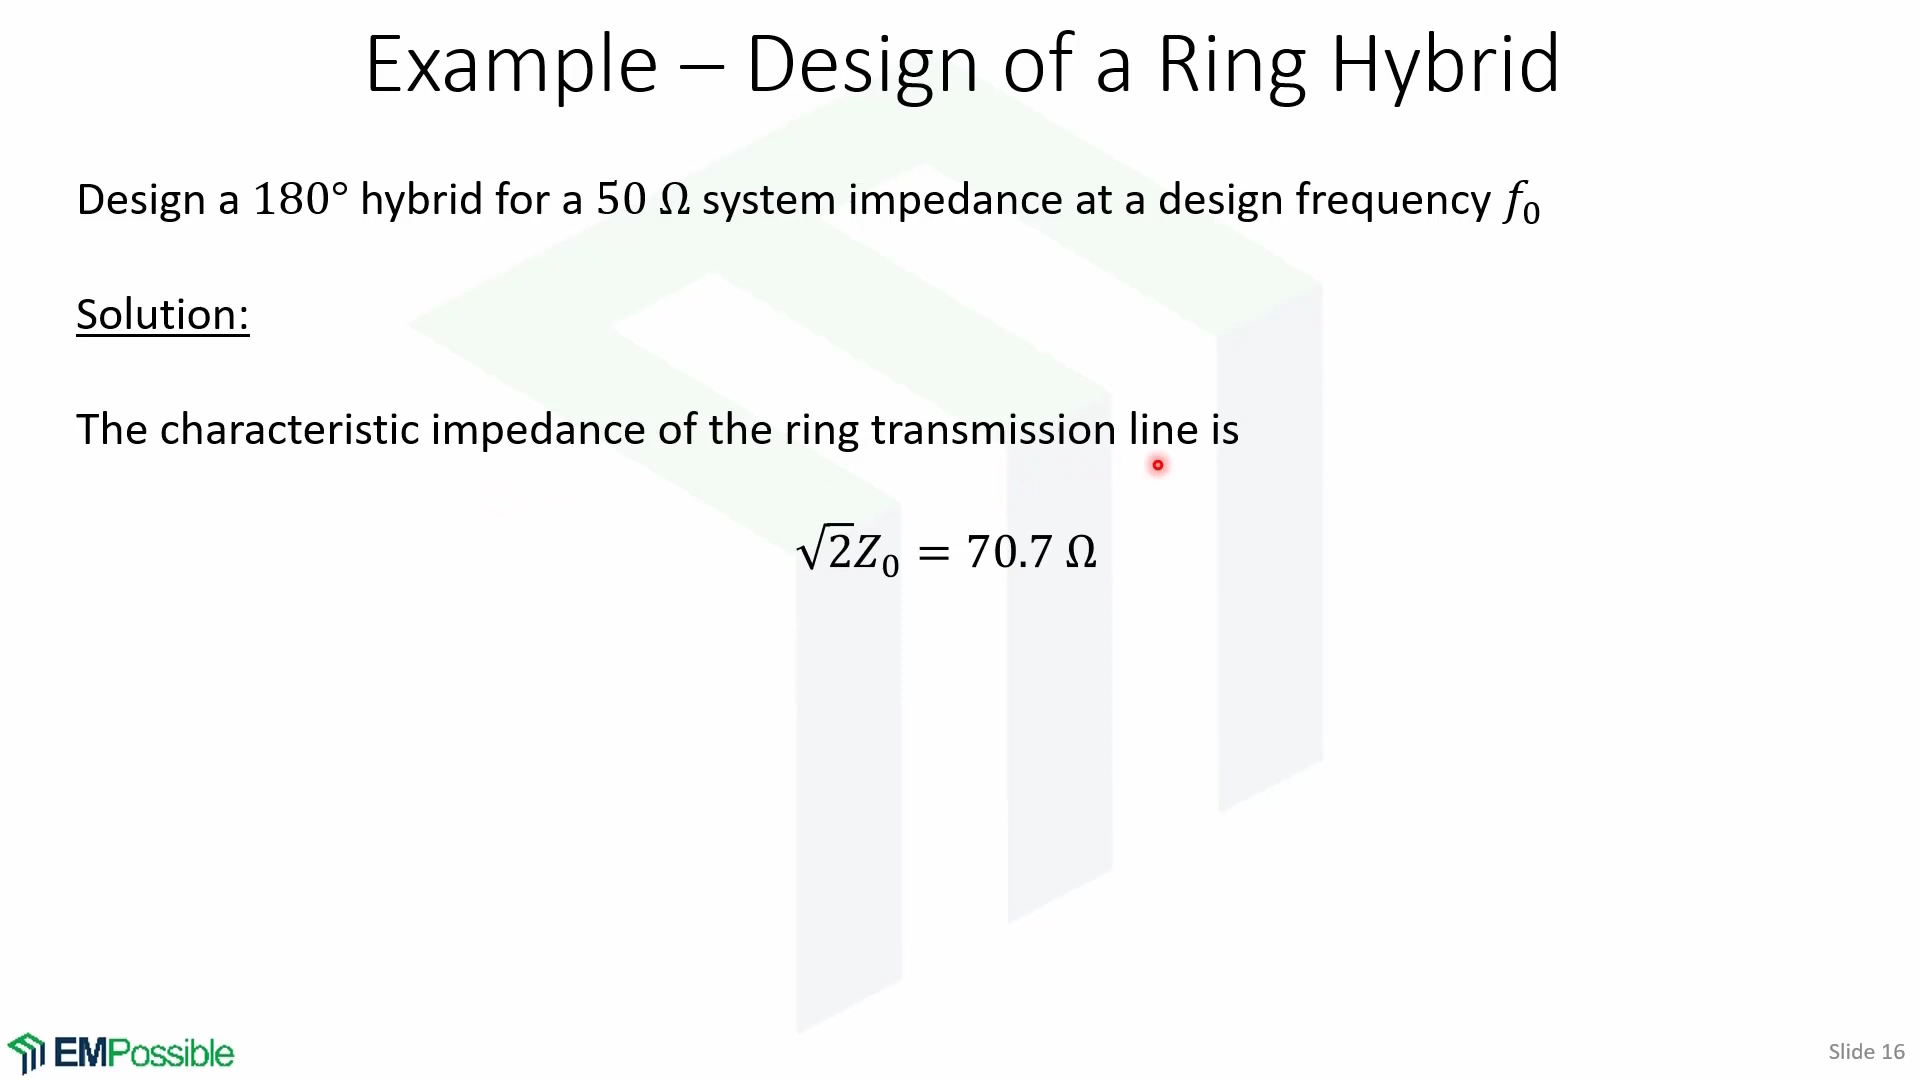 Example – Design of a Ring Hybrid
Design a 180° hybrid for a 50 Ω system impedance at a design frequency f₀
Solution:
The characteristic impedance of the ring transmission line is
√2Z₀ = 70.7 Ω
EMPossible
Slide 16